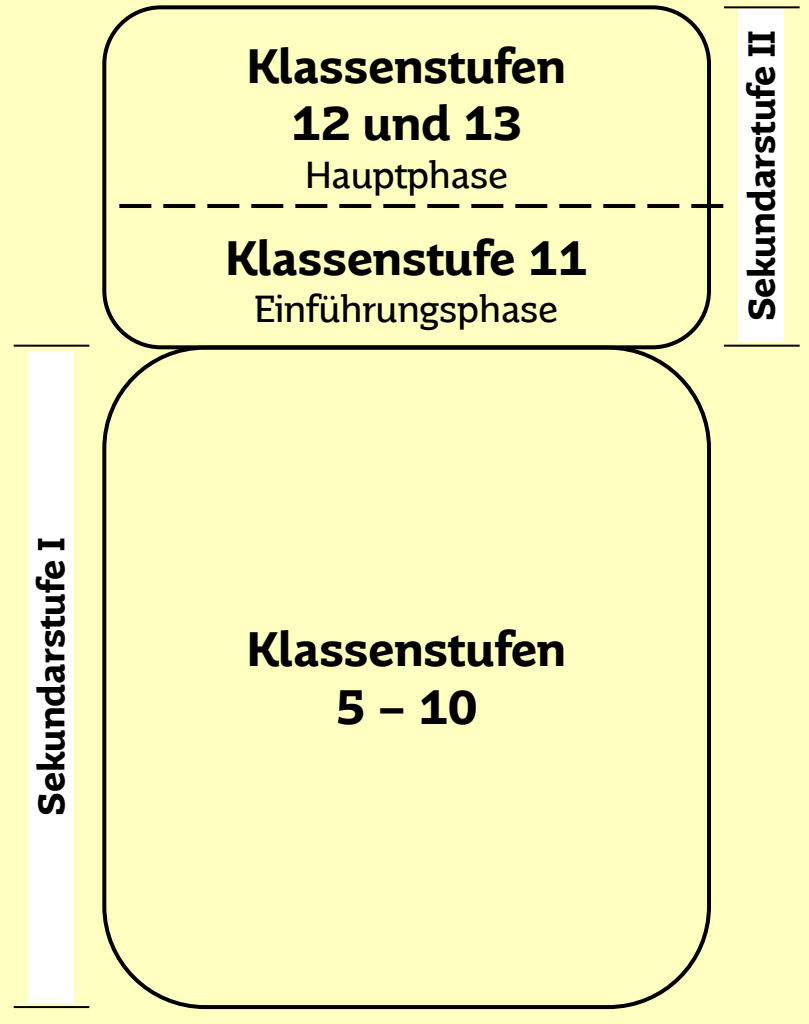 Klassenstufen
12 und 13
Hauptphase
Klassenstufe 11
Einführungsphase
Sekundarstufe II
Klassenstufen
5 – 10
Sekundarstufe I